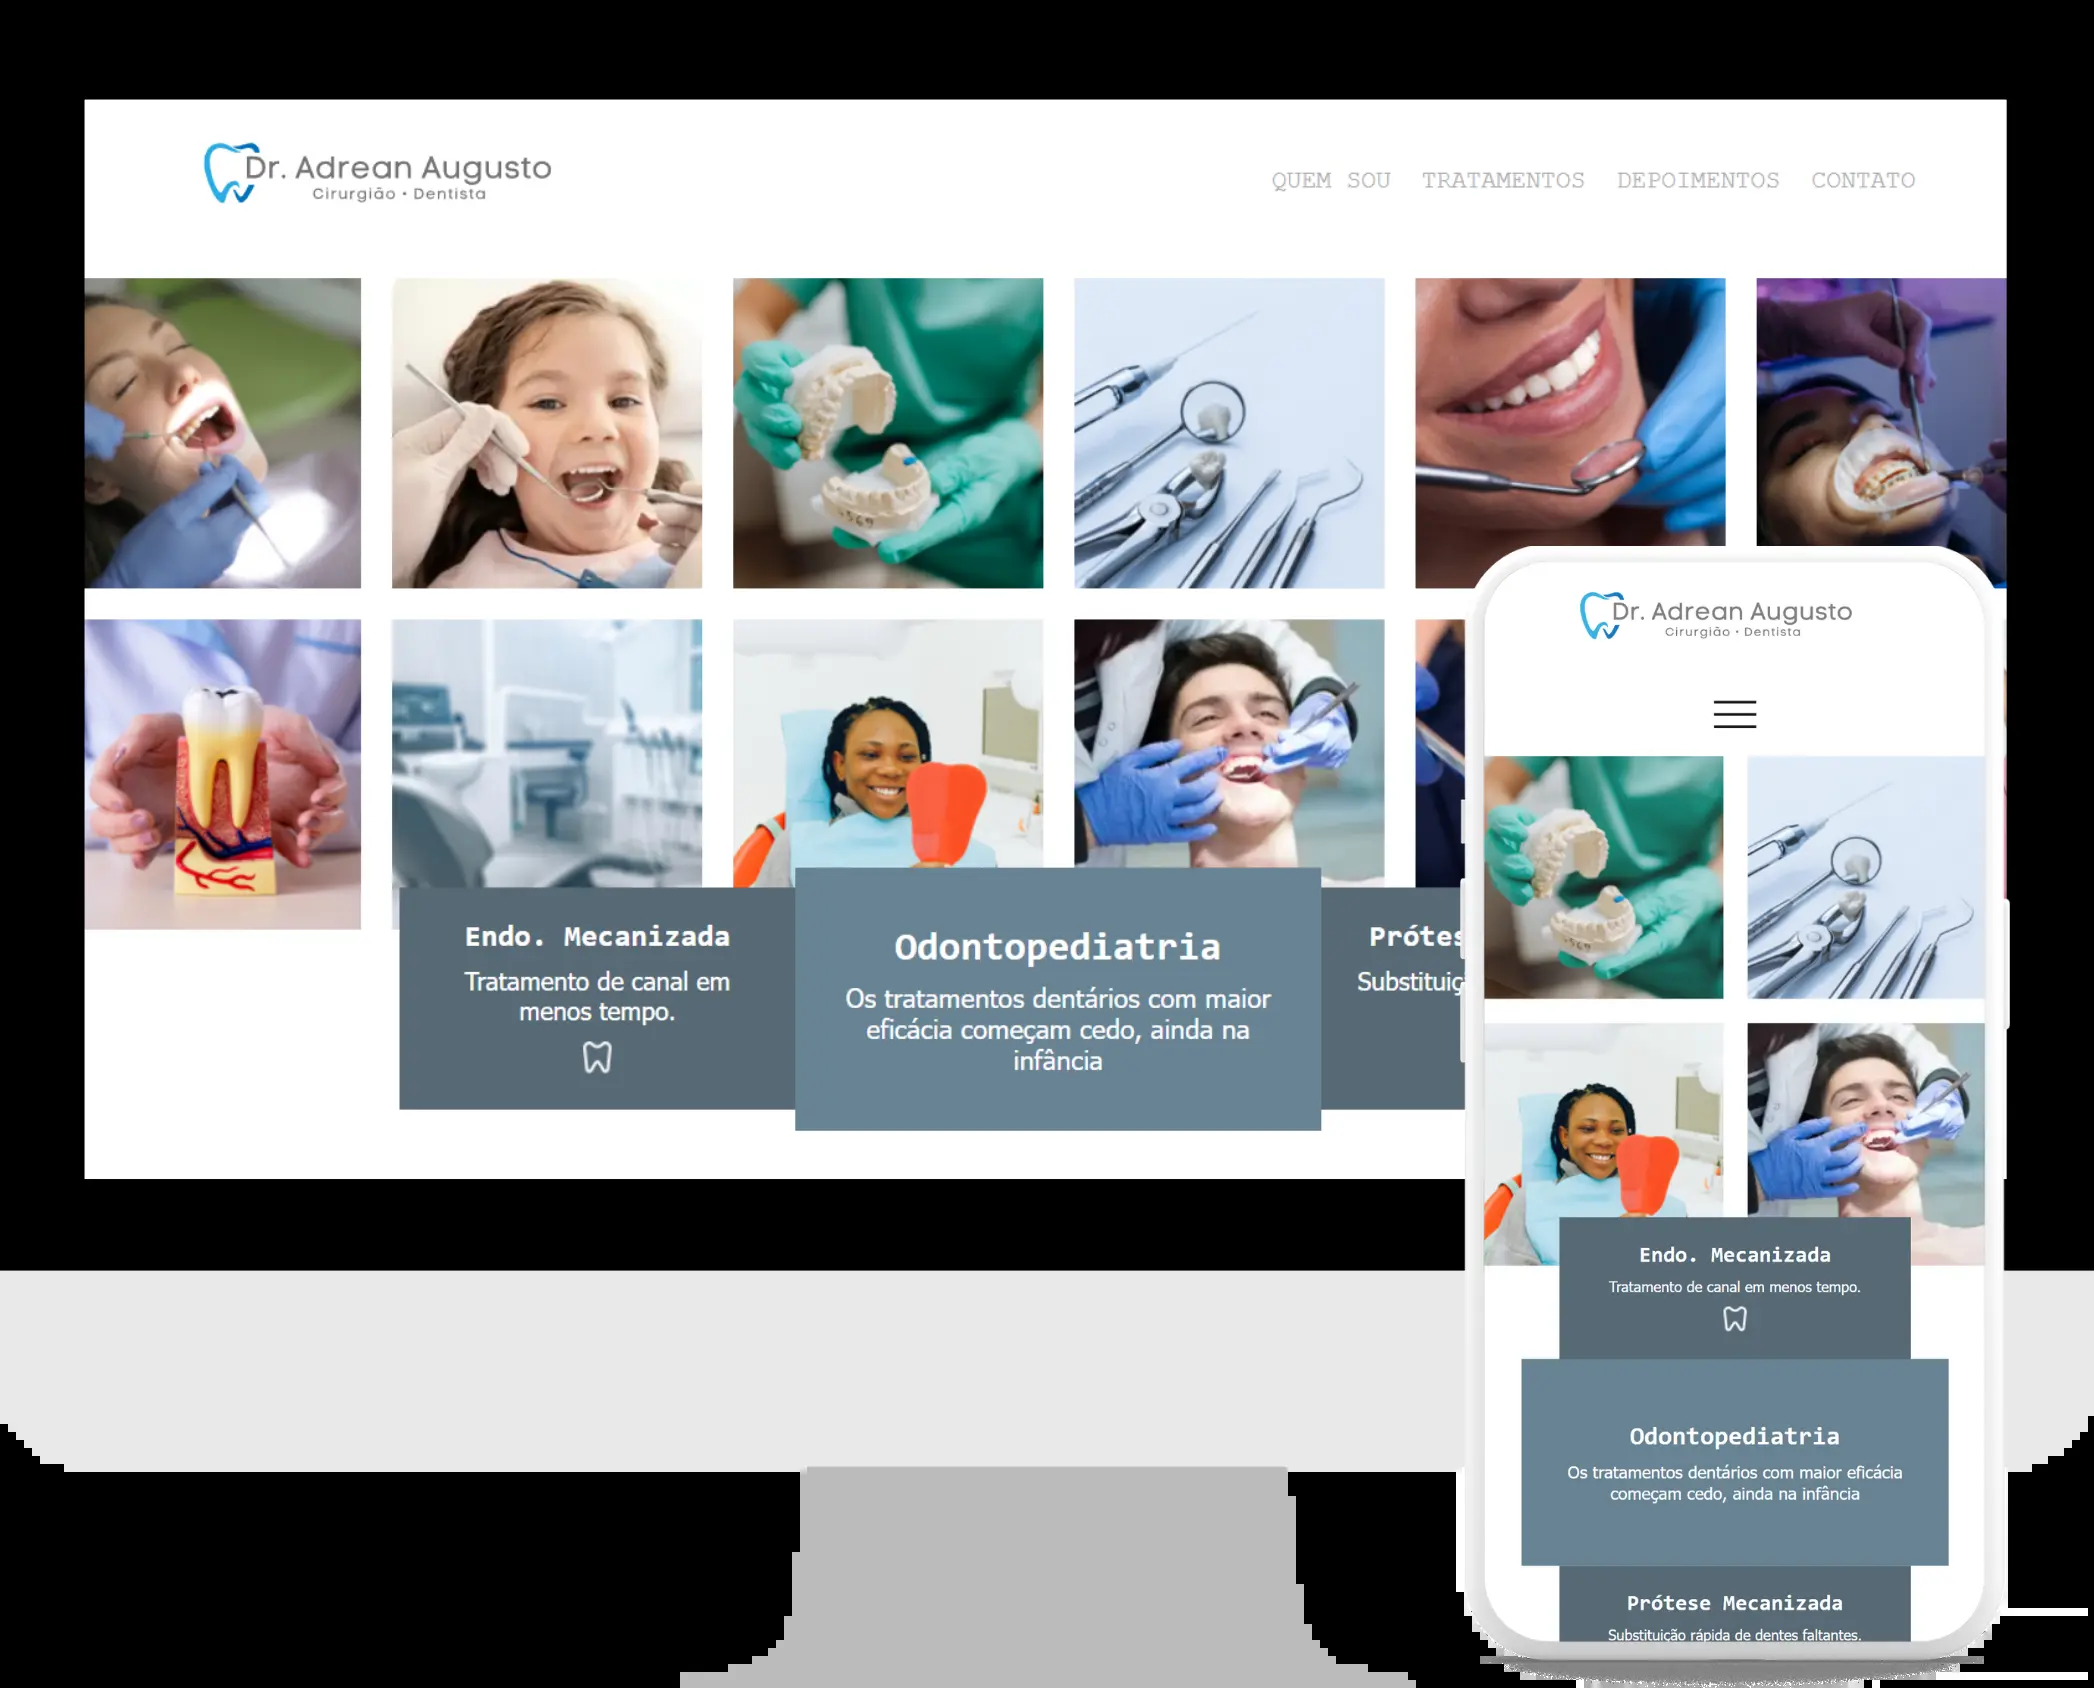 Dr. Adrean Augusto
Cirurgião • Dentista
QUEM SOU TRATAMENTOS DEPOIMENTOS CONTATO
4569
Endo. Mecanizada
Tratamento de canal em
menos tempo.
Odontopediatria
Os tratamentos dentários com maior
eficácia começam cedo, ainda na
infância
Prótes
Substituiç
Dr. Adrean Augusto
Cirurgião • Dentista
Endo. Mecanizada
Tratamento de canal em menos tempo.
Odontopediatria
Os tratamentos dentários com maior eficácia
começam cedo, ainda na infância
Prótese Mecanizada
Substituição rápida de dentes faltantes.